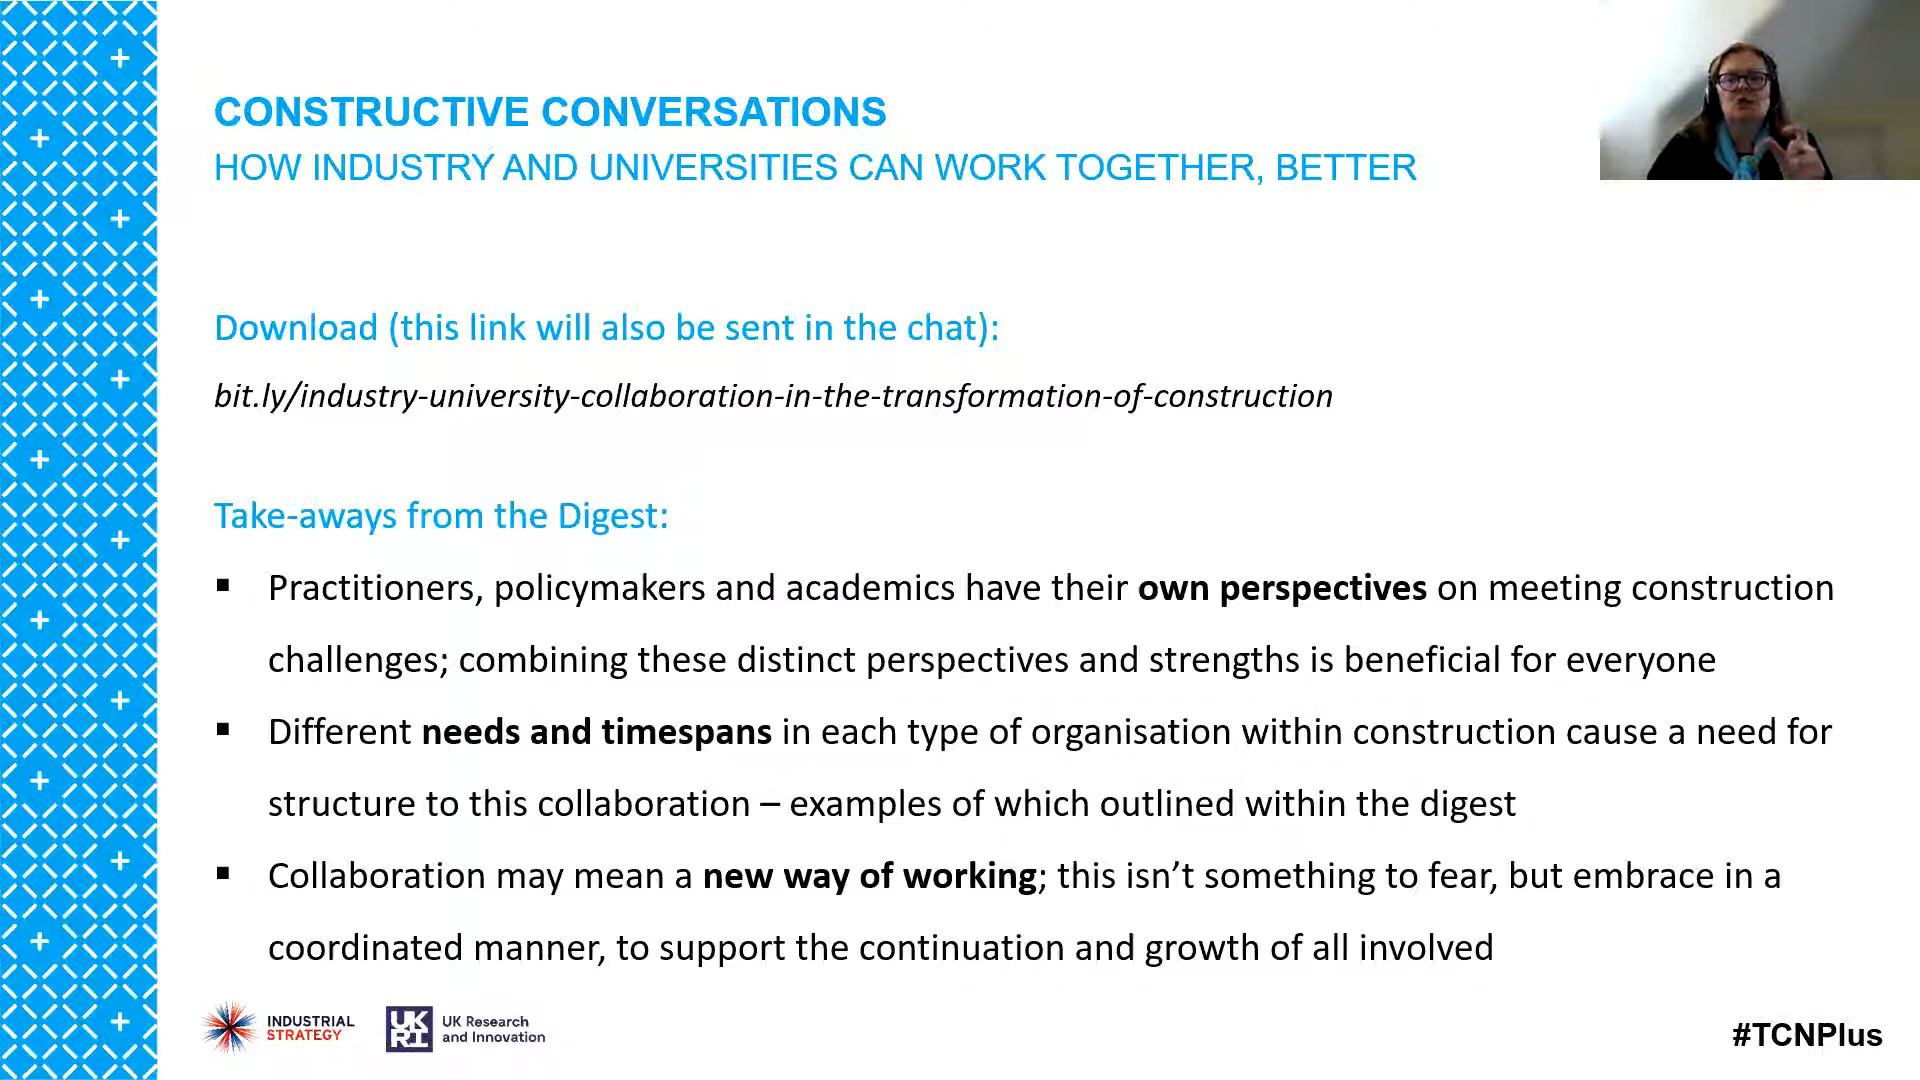 CONSTRUCTIVE CONVERSATIONS
HOW INDUSTRY AND UNIVERSITIES CAN WORK TOGETHER, BETTER
Download (this link will also be sent in the chat):
bit.ly/industry-university-collaboration-in-the-transformation-of-construction
Take-aways from the Digest:
▪ Practitioners, policymakers and academics have their own perspectives on meeting construction
challenges; combining these distinct perspectives and strengths is beneficial for everyone
▪ Different needs and timespans in each type of organisation within construction cause a need for
structure to this collaboration – examples of which outlined within the digest
▪ Collaboration may mean a new way of working; this isn’t something to fear, but embrace in a
coordinated manner, to support the continuation and growth of all involved
INDUSTRIAL
STRATEGY
UK
RI
UK Research
and Innovation
#TCNPlus